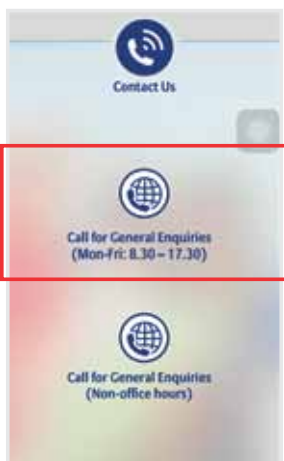 Contact Us
Call for General Enquiries
(Mon-Fri: 8.30 – 17.30)
Call for General Enquiries
(Non-office hours)